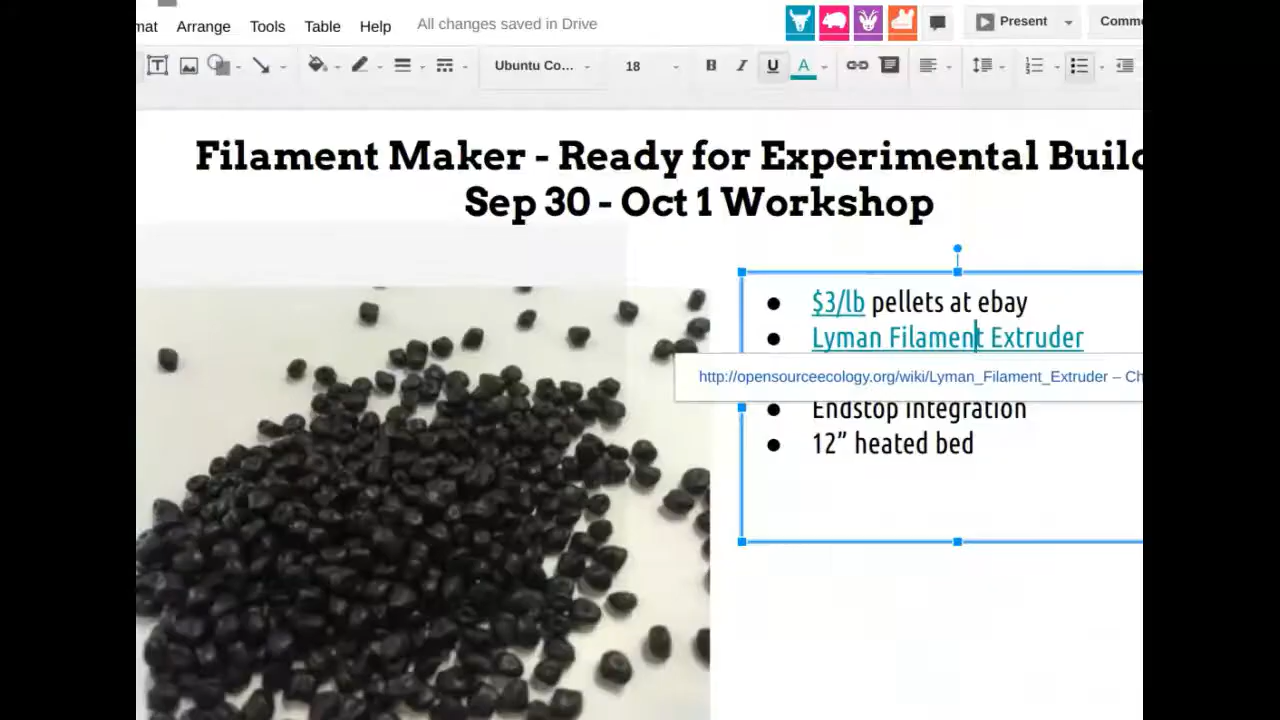 mat Arrange Tools Table Help All changes saved in Drive Present Comme
Ubuntu Co... 18 B I U A
Filament Maker - Ready for Experimental Build
Sep 30 - Oct 1 Workshop
● $3/lb pellets at ebay
● Lyman Filament Extruder
http://opensourceecology.org/wiki/Lyman_Filament_Extruder – Ch
● Endstop integration
● 12” heated bed